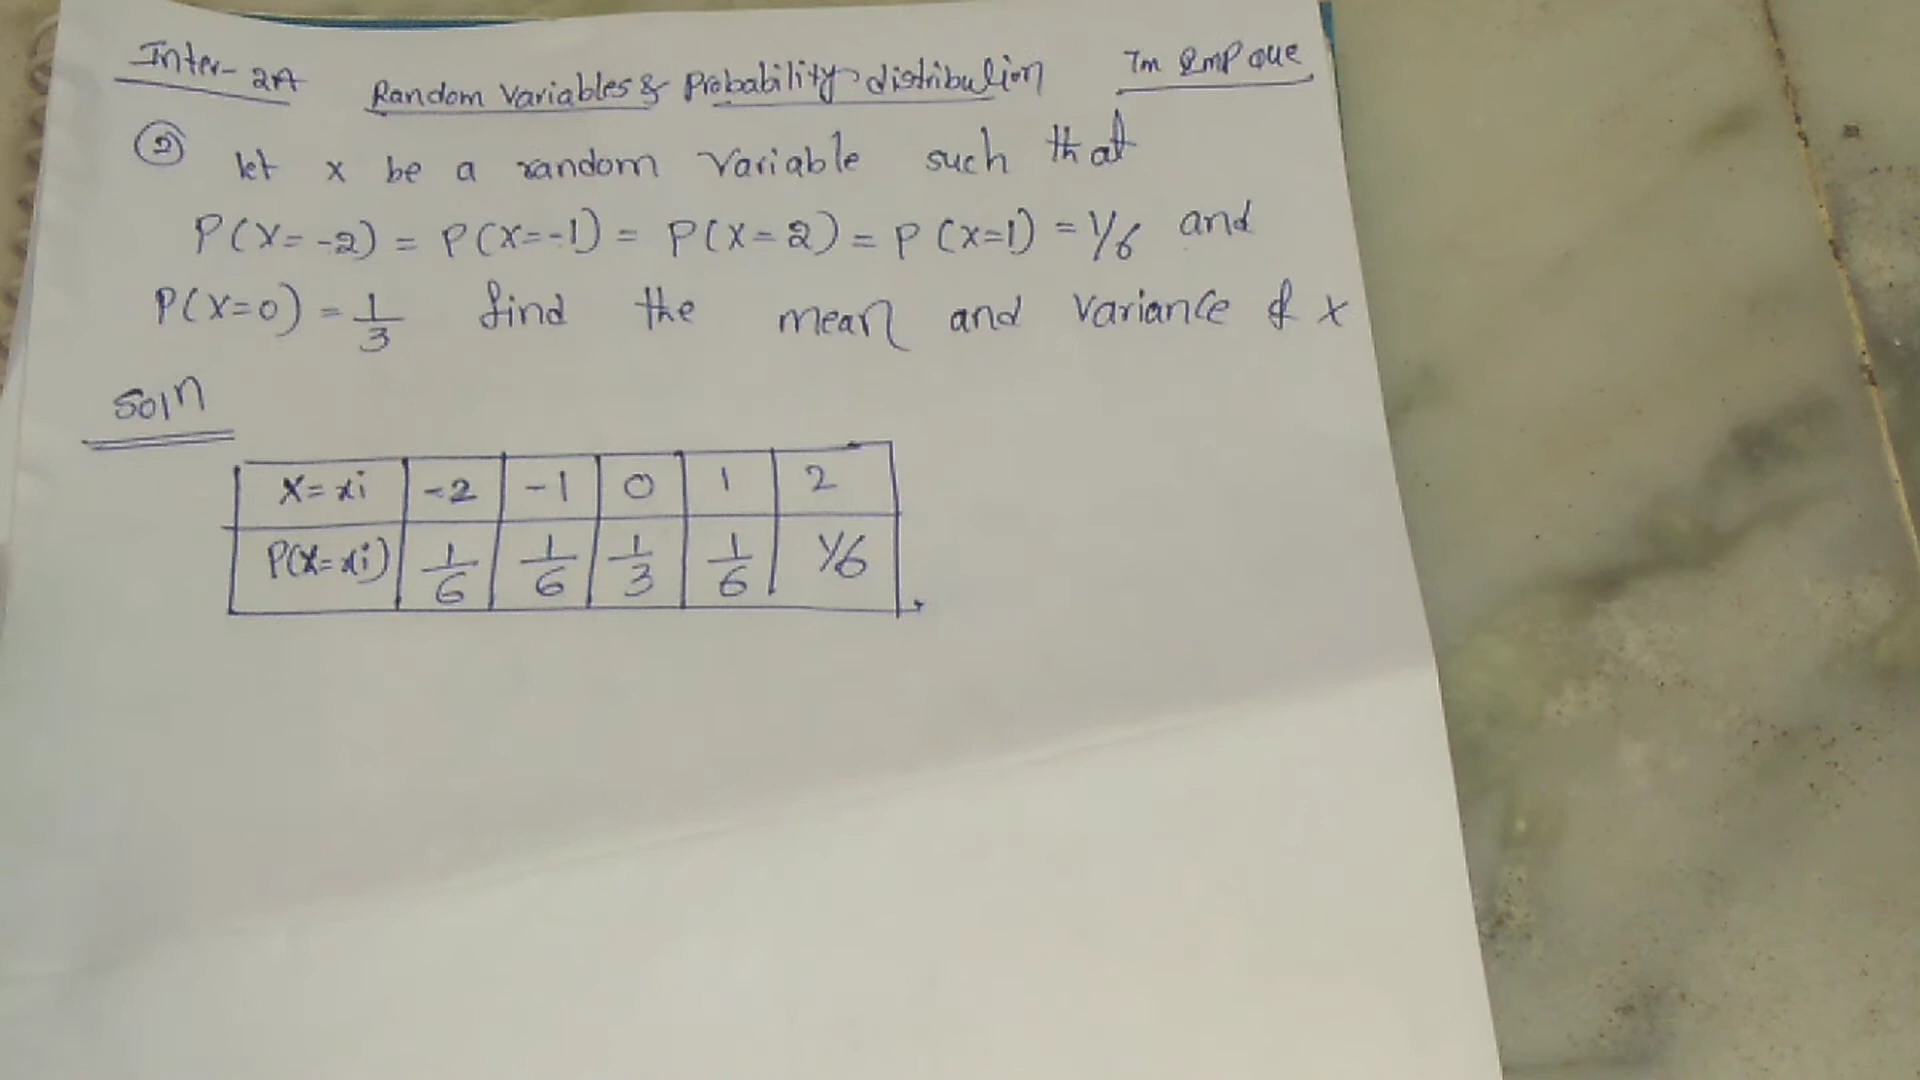 Inter-2A Random Variables & Probability distribution 7m Imp que
② let x be a random variable such that
P(X=-2) = P(X=-1) = P(X=2) = P(X=1) = 1/6 and
P(X=0) = 1/3 find the mean and variance of x
Soln
X=xi -2 -1 0 1 2
P(X=xi) 1/6 1/6 1/3 1/6 1/6